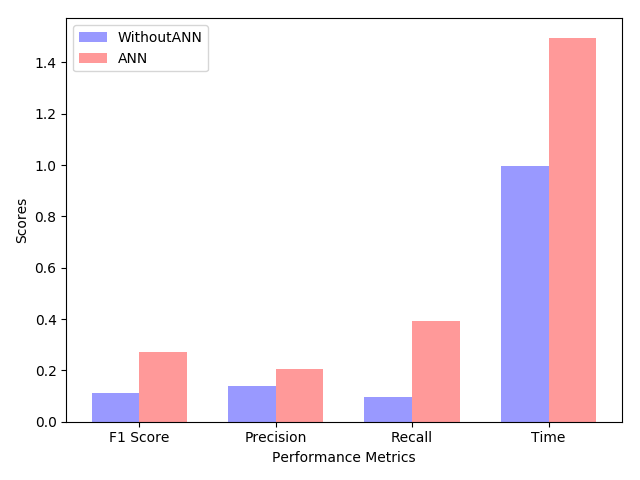 WithoutANN
ANN
Scores
1.4
1.2
1.0
0.8
0.6
0.4
0.2
0.0
F1 Score Precision Recall Time
Performance Metrics